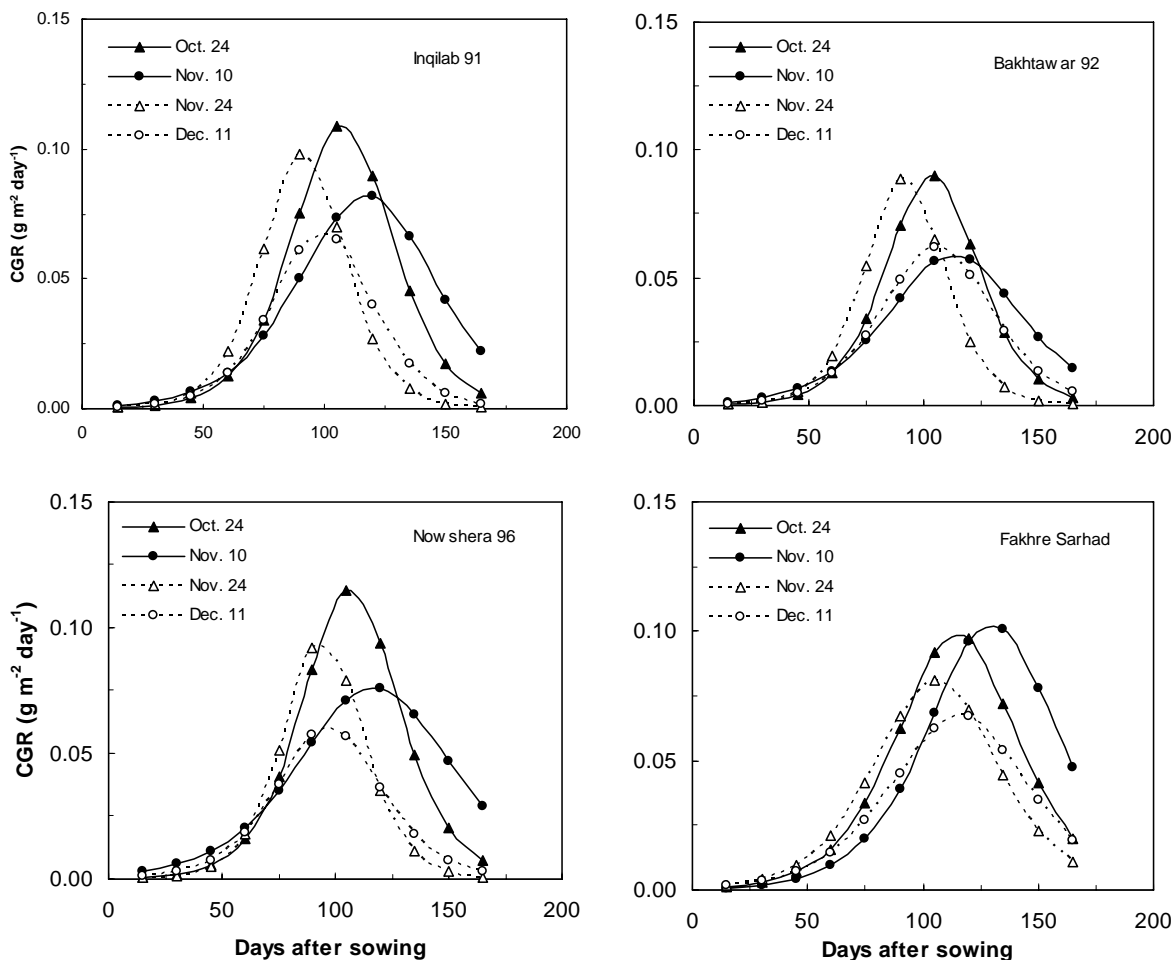 0.15
Oct. 24
Nov. 10
Nov. 24
Dec. 11
Inqilab 91
0.10
0.05
0.00
CGR (g m-2 day-1)
0 50 100 150 200
0.15
Oct. 24
Nov. 10
Nov. 24
Dec. 11
Bakhtaw ar 92
0.10
0.05
0.00
0 50 100 150 200
0.15
Oct. 24
Nov. 10
Nov. 24
Dec. 11
Now shera 96
0.10
0.05
0.00
CGR (g m-2 day-1)
0 50 100 150 200
Days after sowing
0.15
Oct. 24
Nov. 10
Nov. 24
Dec. 11
Fakhre Sarhad
0.10
0.05
0.00
0 50 100 150 200
Days after sowing